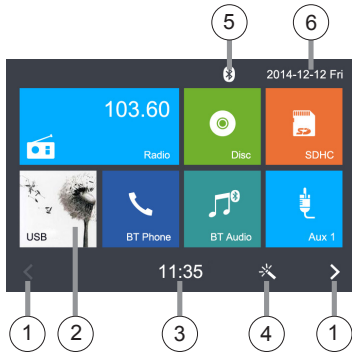 5 6
2014-12-12 Fri
103.60
Radio Disc SDHC
USB BT Phone BT Audio Aux 1
11:35
1 2 3 4 1